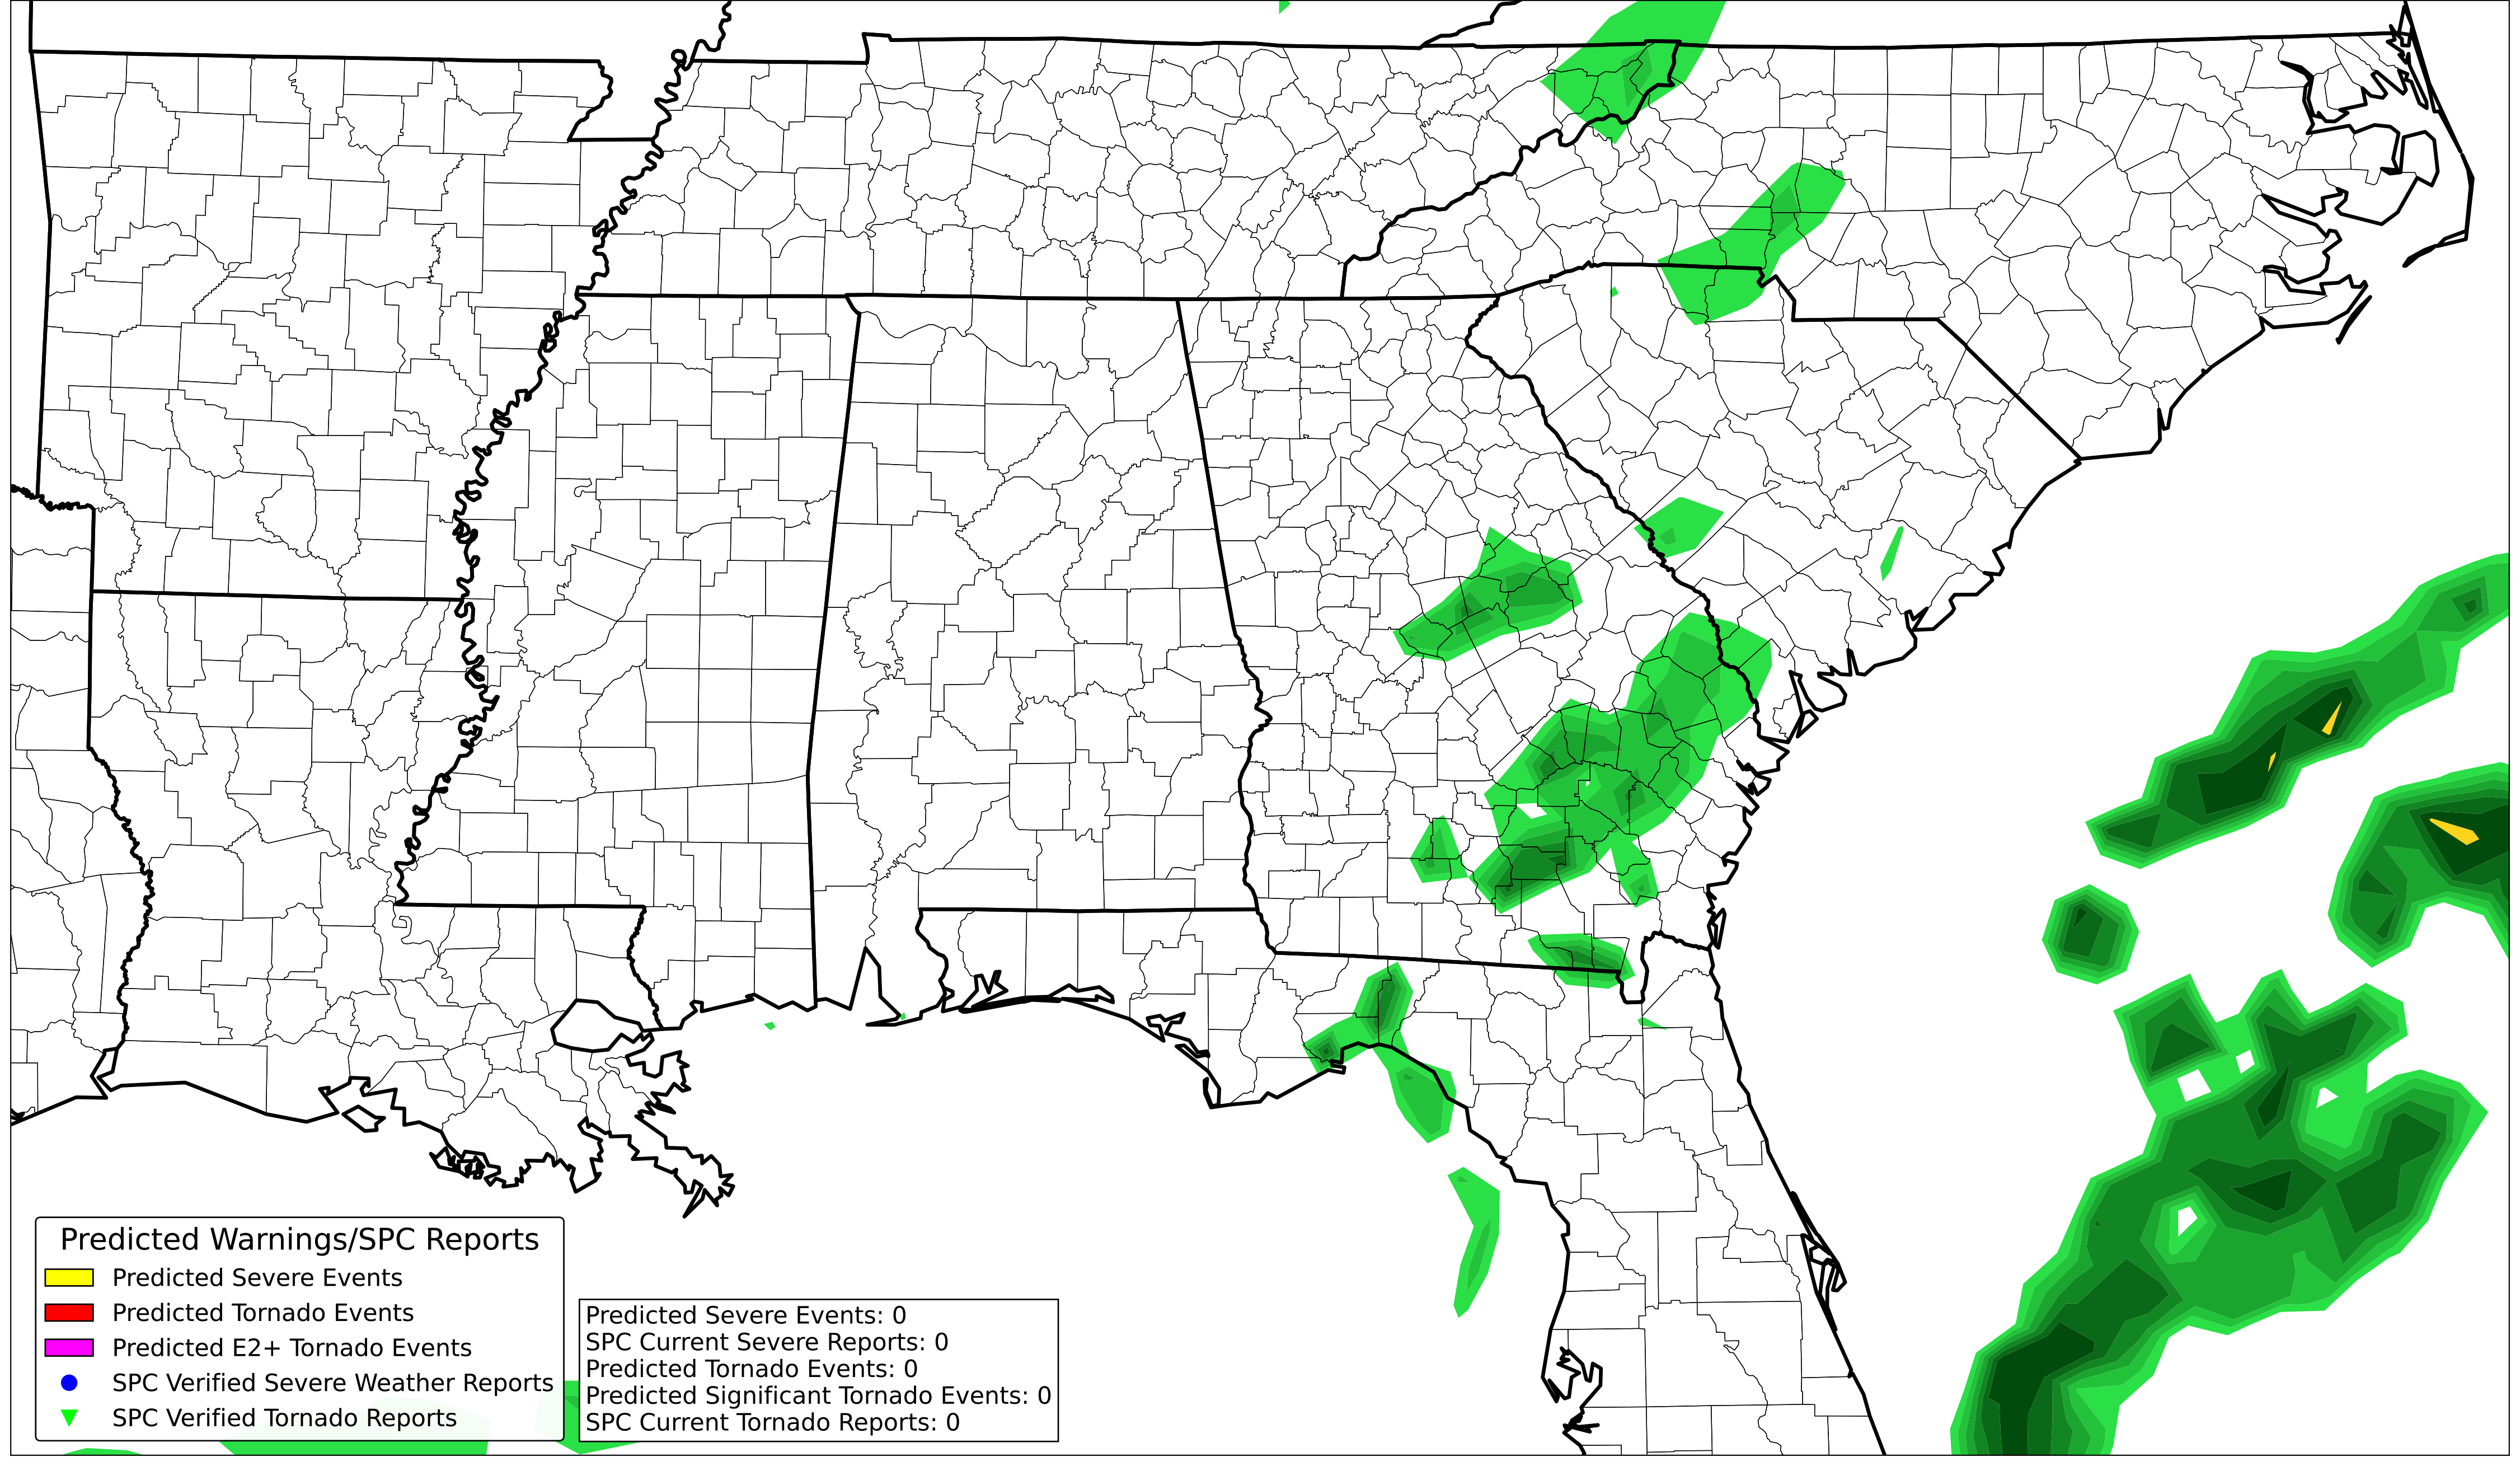 Predicted Warnings/SPC Reports
Predicted Severe Events
Predicted Tornado Events
Predicted E2+ Tornado Events
SPC Verified Severe Weather Reports
SPC Verified Tornado Reports
Predicted Severe Events: 0
SPC Current Severe Reports: 0
Predicted Tornado Events: 0
Predicted Significant Tornado Events: 0
SPC Current Tornado Reports: 0